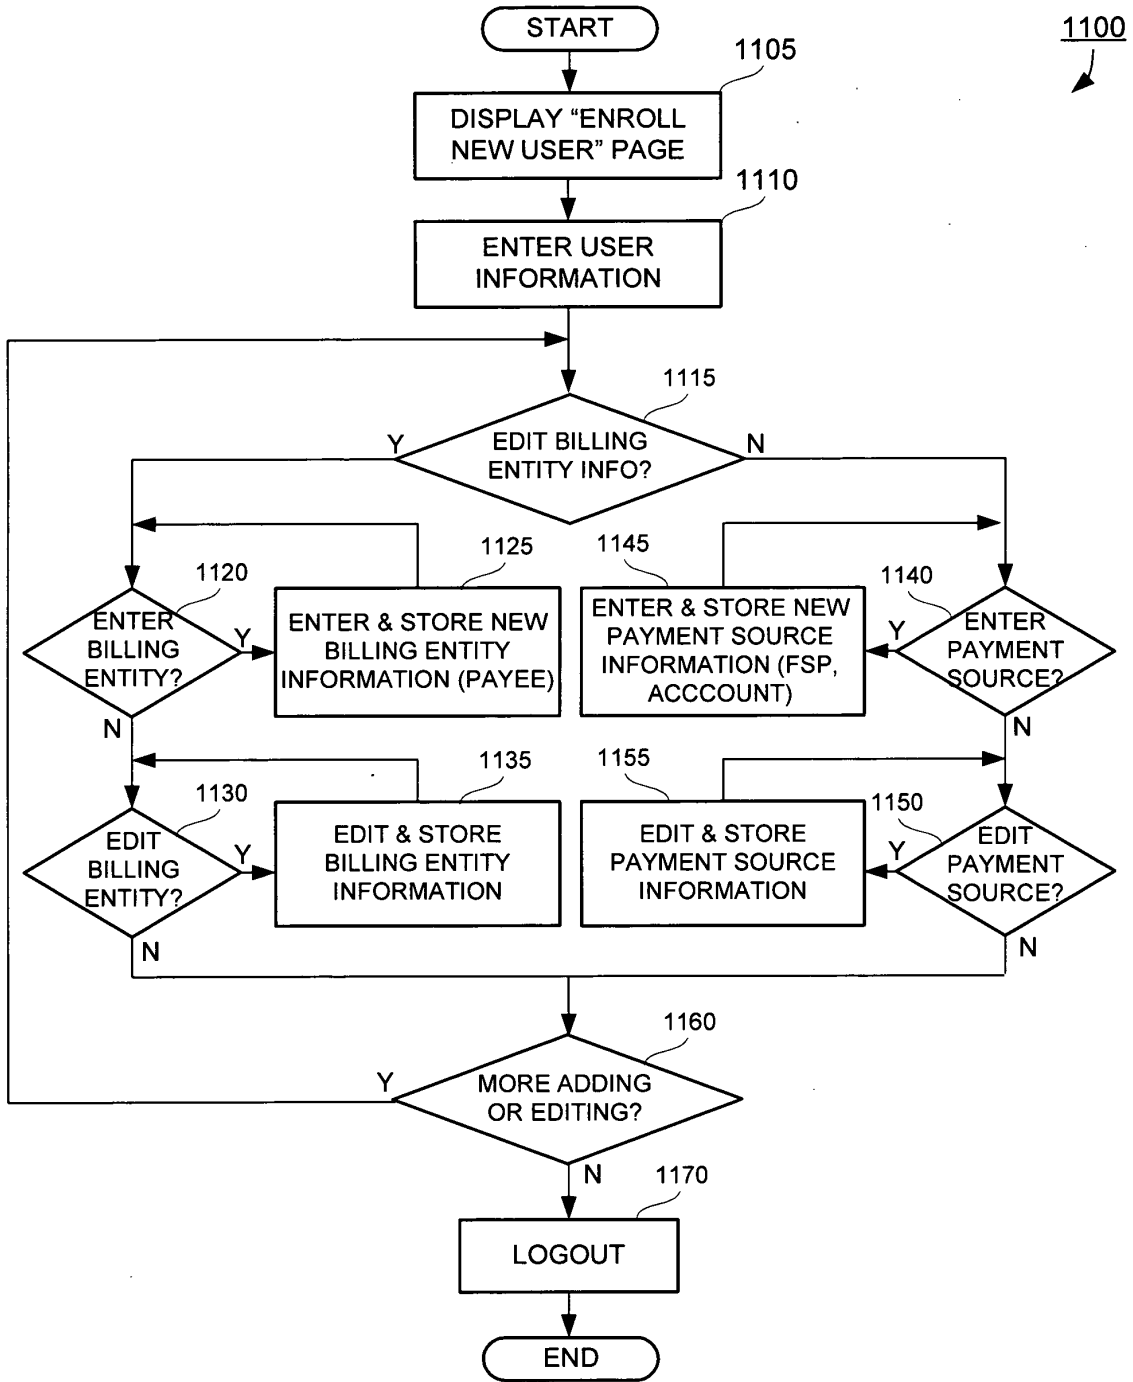 START
1100
1105
DISPLAY “ENROLL
NEW USER” PAGE
1110
ENTER USER
INFORMATION
1115
EDIT BILLING
ENTITY INFO?
Y
N
1120
ENTER
BILLING
ENTITY?
Y
N
1125
ENTER & STORE NEW
BILLING ENTITY
INFORMATION (PAYEE)
1145
ENTER & STORE NEW
PAYMENT SOURCE
INFORMATION (FSP,
ACCCOUNT)
1140
ENTER
PAYMENT
SOURCE?
Y
N
1130
EDIT
BILLING
ENTITY?
Y
N
1135
EDIT & STORE
BILLING ENTITY
INFORMATION
1155
EDIT & STORE
PAYMENT SOURCE
INFORMATION
1150
EDIT
PAYMENT
SOURCE?
Y
N
1160
MORE ADDING
OR EDITING?
Y
N
1170
LOGOUT
END